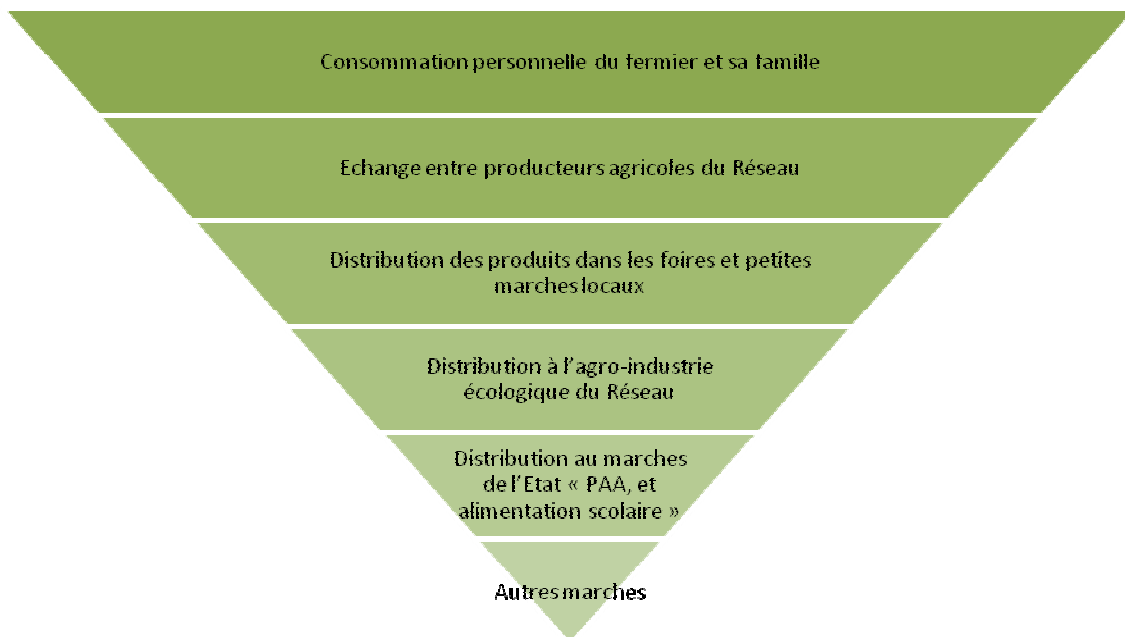 Consommation personnelle du fermier et sa famille
Echange entre producteurs agricoles du Réseau
Distribution des produits dans les foires et petites
marches locaux
Distribution à l’agro-industrie
écologique du Réseau
Distribution au marches
de l’Etat « PAA, et
alimentation scolaire »
Autres marches